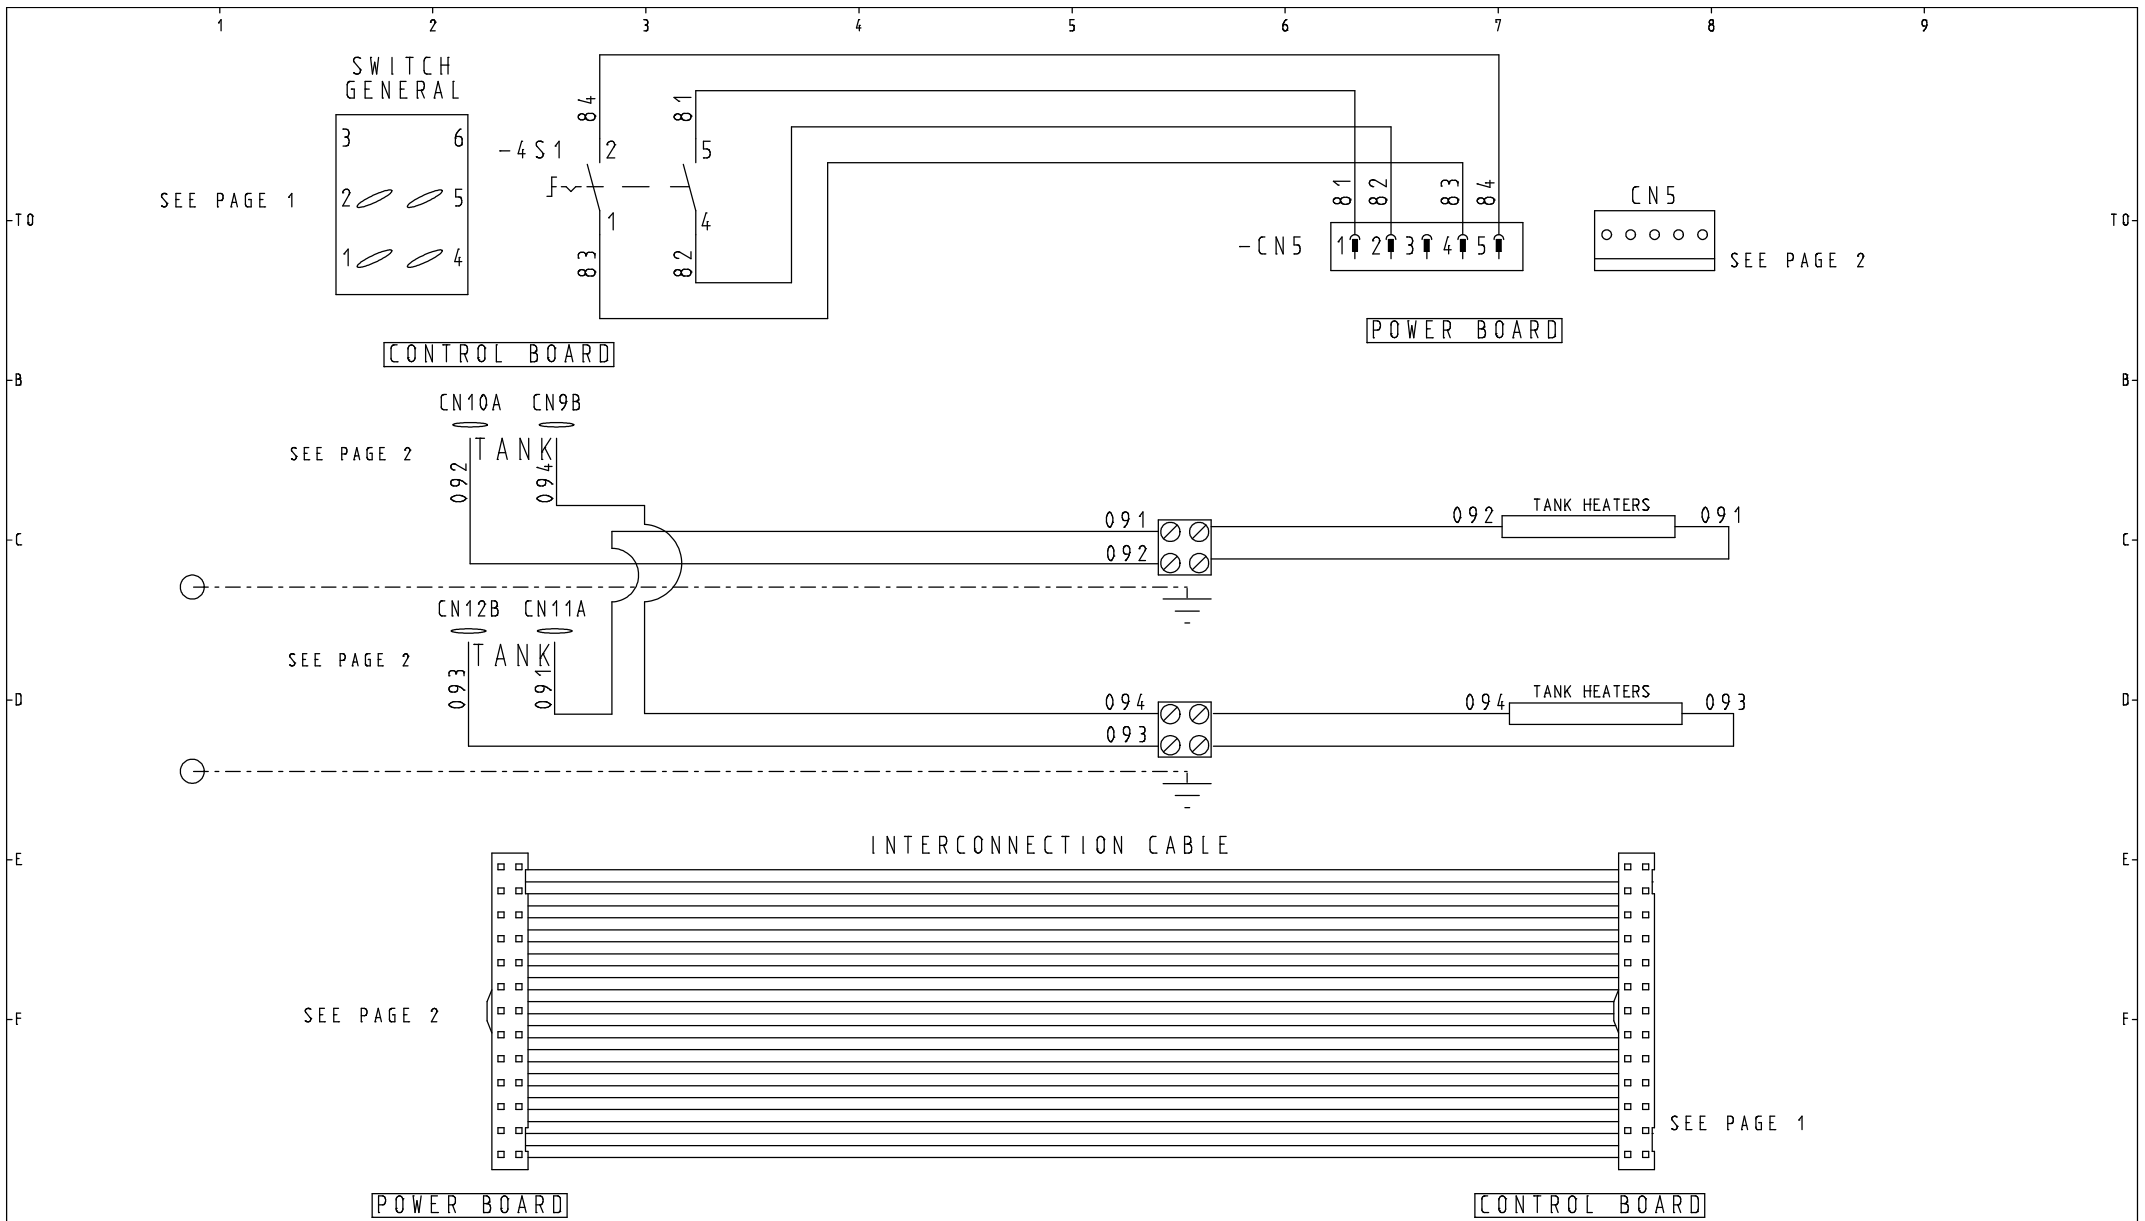 1 2 3 4 5 6 7 8 9
SWITCH
GENERAL
3 6
2 5
1 4
SEE PAGE 1
-4S1
84 81
2 5
1 4
83 82
81 82 83 84
-CN5 1 2 3 4 5
CN5
SEE PAGE 2
TO TO
POWER BOARD
CONTROL BOARD
B B
CN10A CN9B
SEE PAGE 2
TANK
092 094
091
092
092 TANK HEATERS 091
C C
CN12B CN11A
SEE PAGE 2
TANK
093 091
094
093
094 TANK HEATERS 093
D D
INTERCONNECTION CABLE
E E
SEE PAGE 2
F F
SEE PAGE 1
POWER BOARD
CONTROL BOARD